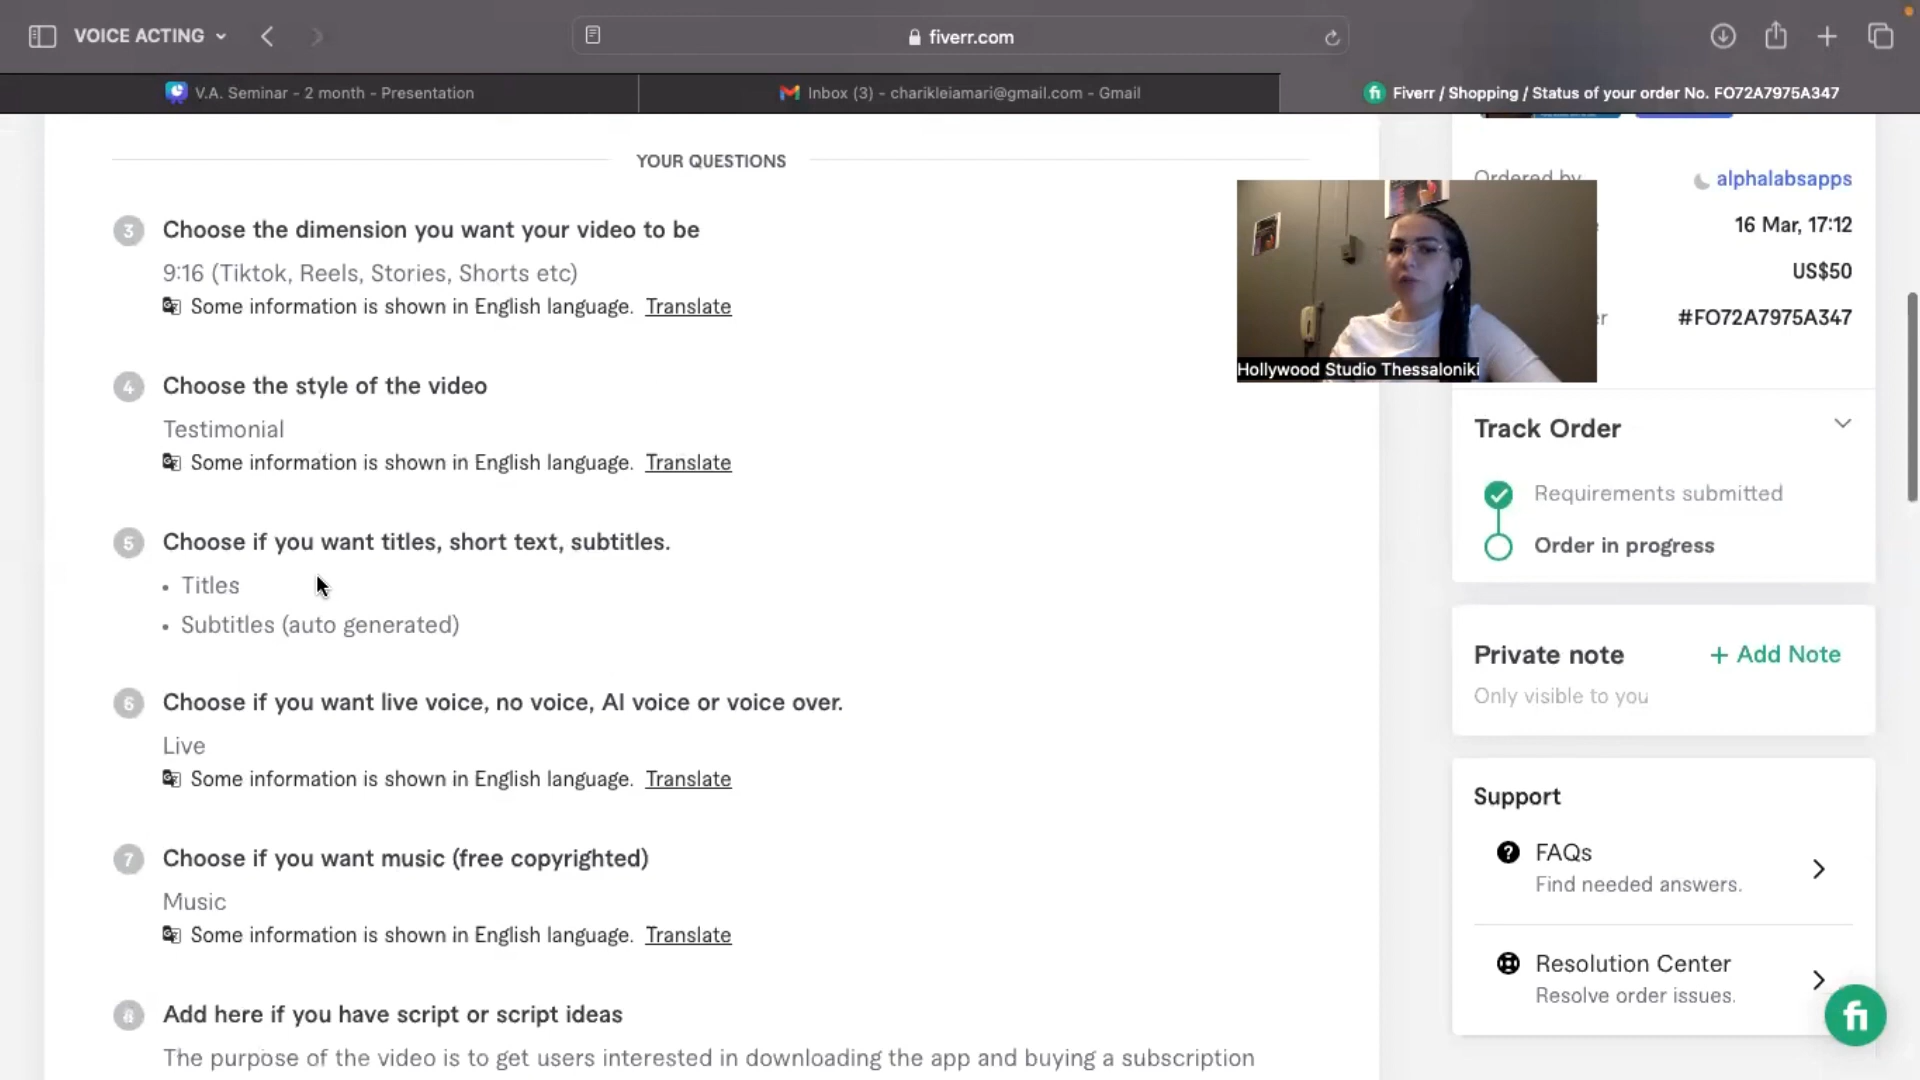 VOICE ACTING
fiverr.com
V.A. Seminar - 2 month - Presentation
Inbox (3) - charikleiamari@gmail.com - Gmail
Fiverr / Shopping / Status of your order No. FO72A7975A347
YOUR QUESTIONS
3 Choose the dimension you want your video to be
9:16 (Tiktok, Reels, Stories, Shorts etc)
Some information is shown in English language. Translate
4 Choose the style of the video
Testimonial
Some information is shown in English language. Translate
5 Choose if you want titles, short text, subtitles.
• Titles
• Subtitles (auto generated)
6 Choose if you want live voice, no voice, AI voice or voice over.
Live
Some information is shown in English language. Translate
7 Choose if you want music (free copyrighted)
Music
Some information is shown in English language. Translate
8 Add here if you have script or script ideas
The purpose of the video is to get users interested in downloading the app and buying a subscription
Hollywood Studio Thessaloniki
Ordered by alphalabsapps
16 Mar, 17:12
US$50
#FO72A7975A347
Track Order
Requirements submitted
Order in progress
Private note + Add Note
Only visible to you
Support
FAQs
Find needed answers.
Resolution Center
Resolve order issues.
fi